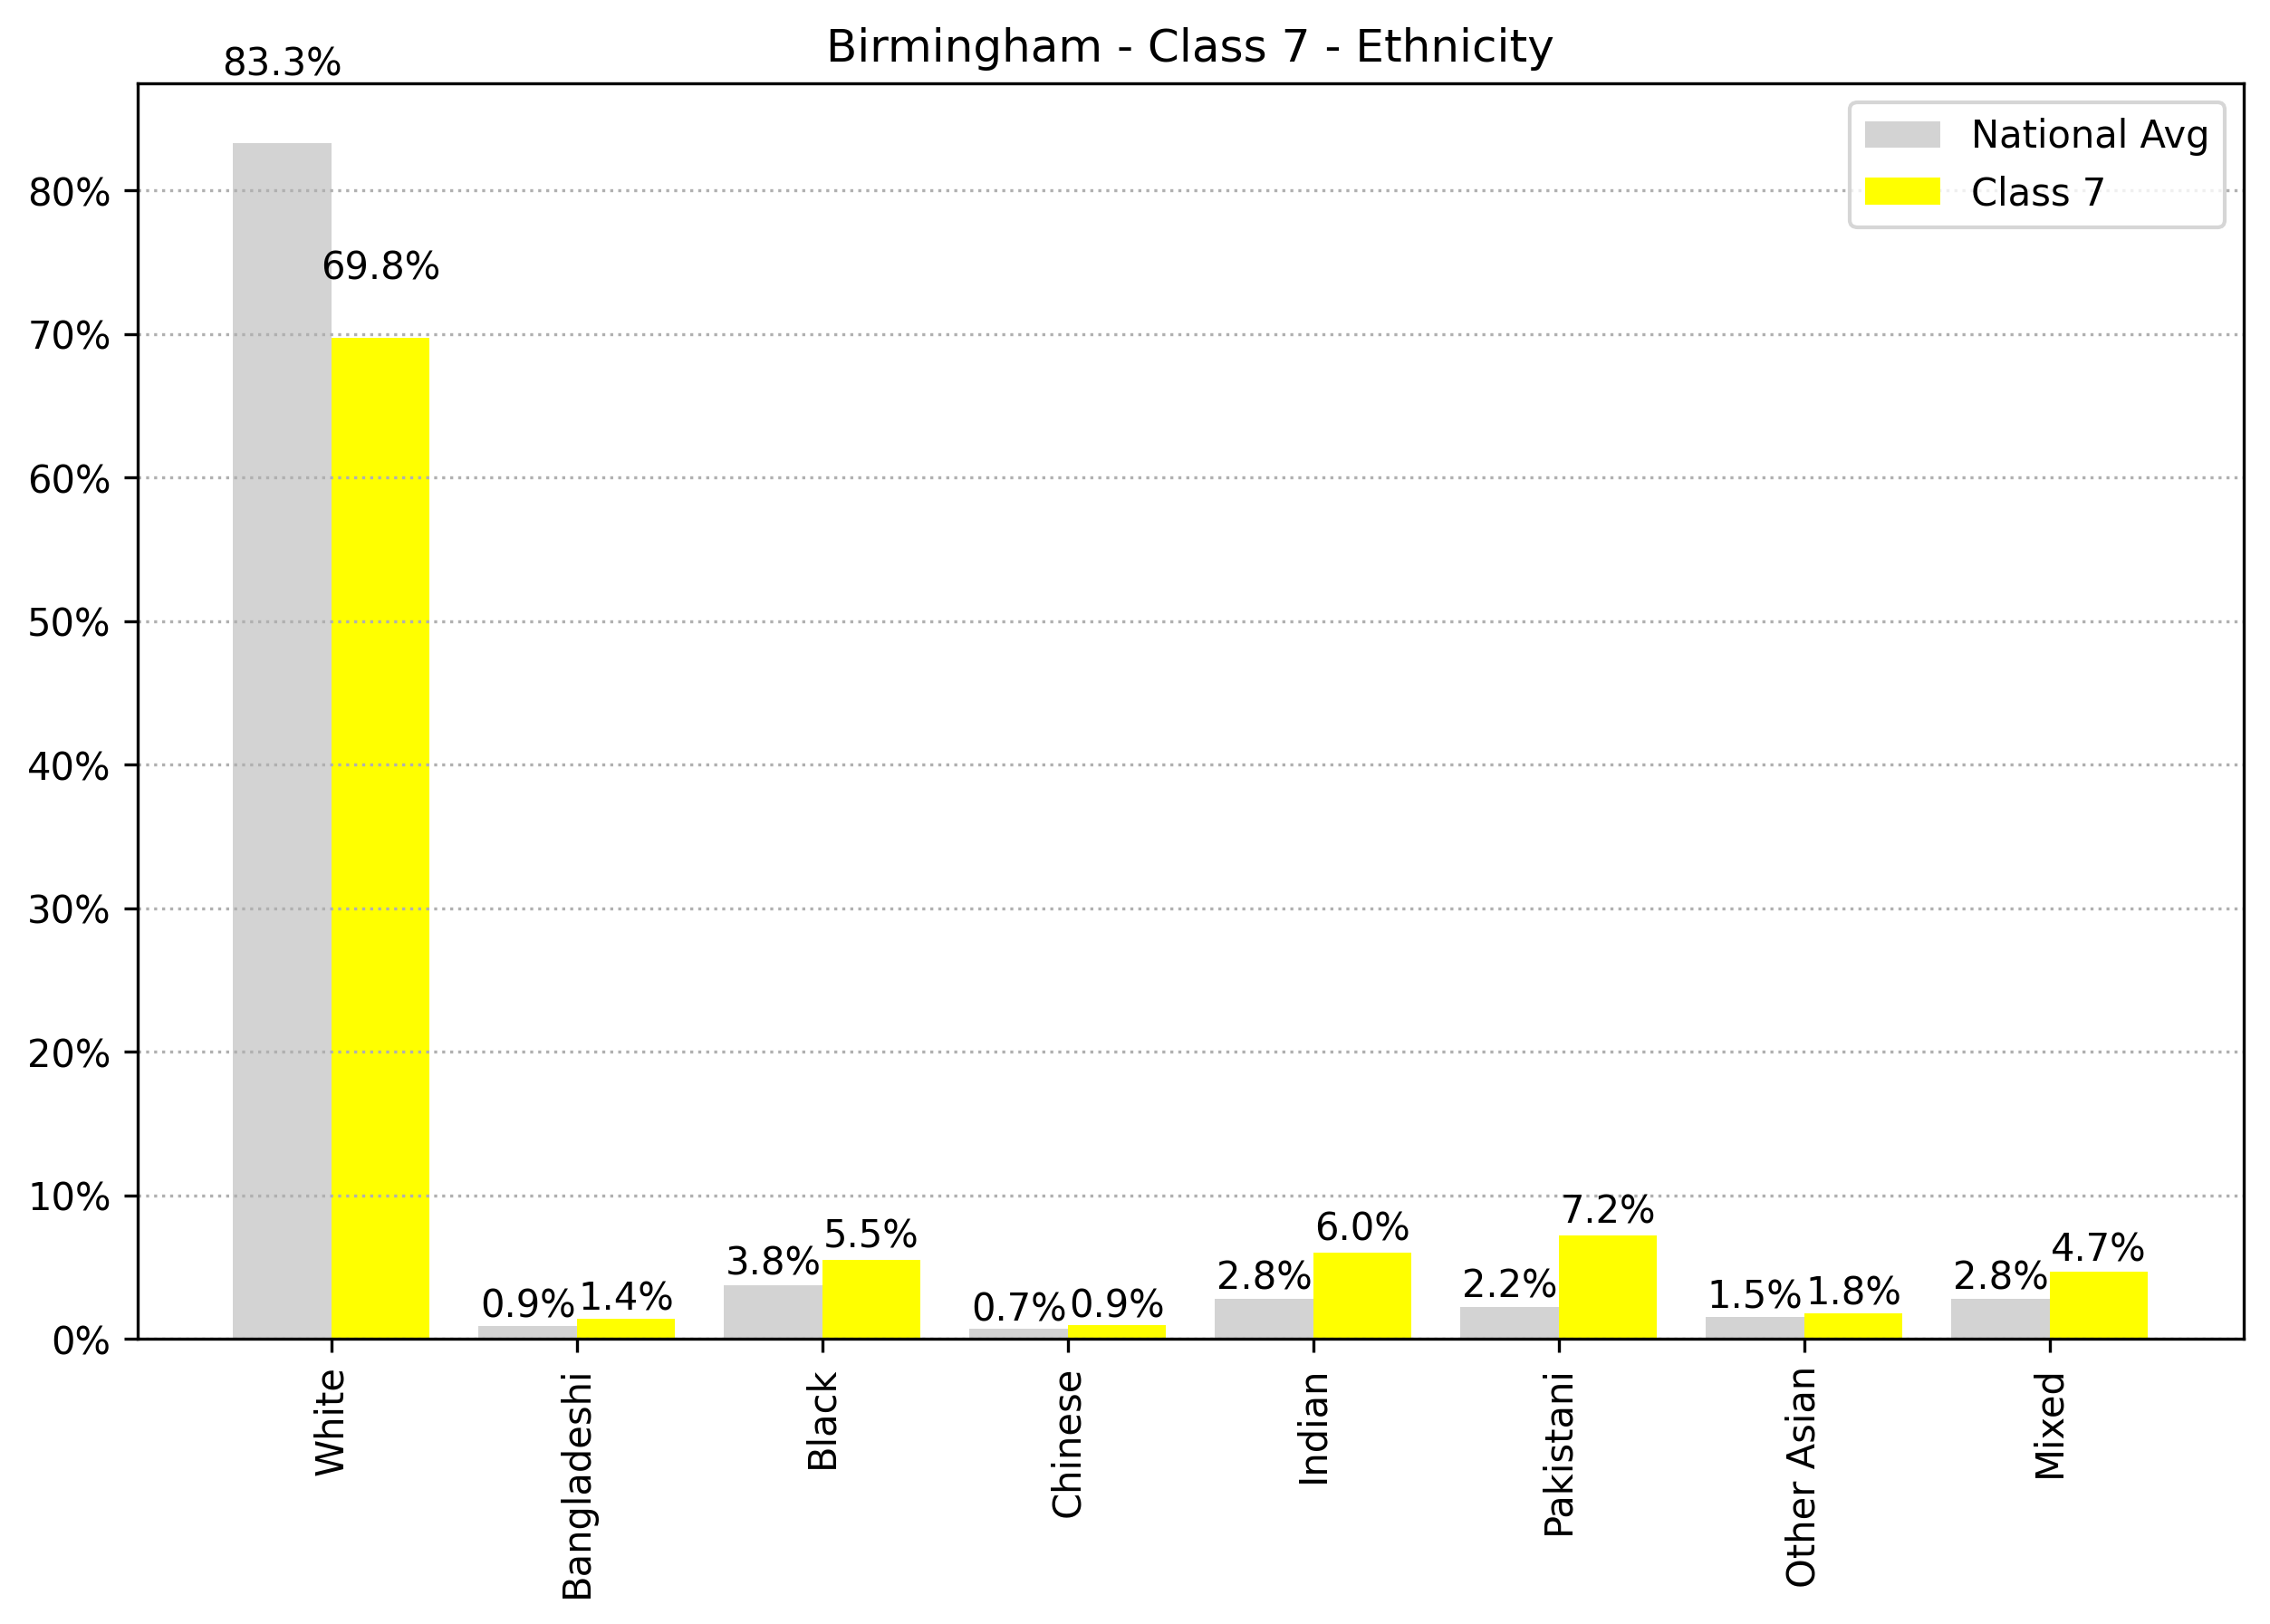 Birmingham - Class 7 - Ethnicity
National Avg
Class 7
80%
70%
60%
50%
40%
30%
20%
10%
0%
83.3%
69.8%
0.9%
1.4%
3.8%
5.5%
0.7%
0.9%
2.8%
6.0%
2.2%
7.2%
1.5%
1.8%
2.8%
4.7%
White
Bangladeshi
Black
Chinese
Indian
Pakistani
Other Asian
Mixed